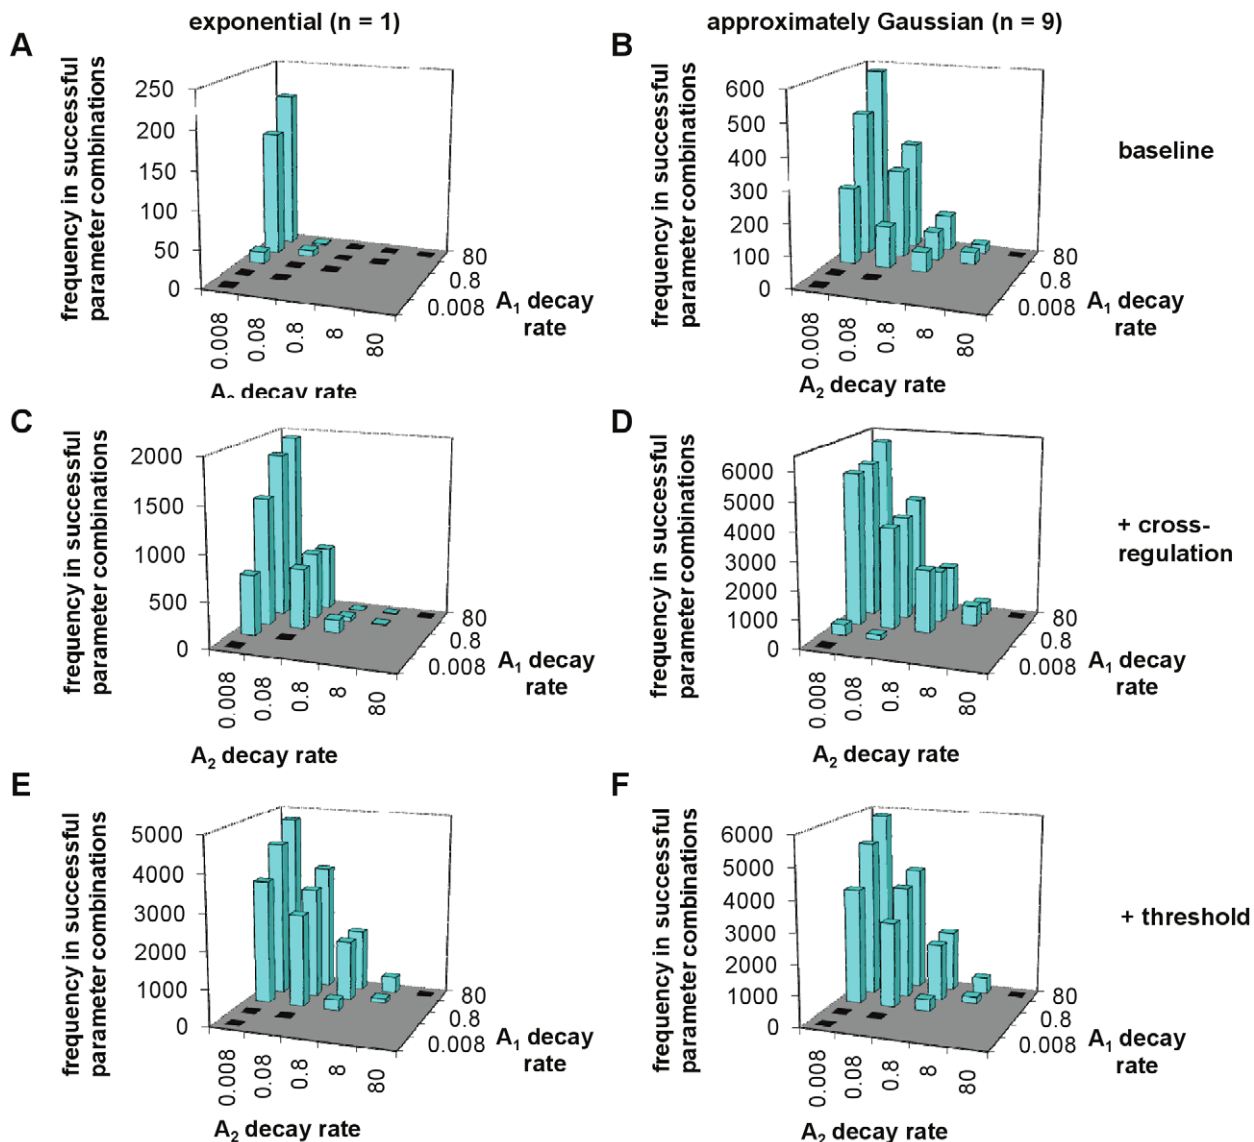 exponential (n = 1)
approximately Gaussian (n = 9)
A
frequency in successful
parameter combinations
250
200
150
100
50
0
0.008
0.08
0.8
8
80
A₂ decay rate
80
0.8
0.008
A₁ decay
rate
B
frequency in successful
parameter combinations
600
500
400
300
200
100
0
0.008
0.08
0.8
8
80
A₂ decay rate
80
0.8
0.008
A₁ decay
rate
baseline
C
frequency in successful
parameter combinations
2000
1500
1000
500
0
0.008
0.08
0.8
8
80
A₂ decay rate
80
0.8
0.008
A₁ decay
rate
D
frequency in successful
parameter combinations
6000
5000
4000
3000
2000
1000
0
0.008
0.08
0.8
8
80
A₂ decay rate
80
0.8
0.008
A₁ decay
rate
+ cross-
regulation
E
frequency in successful
parameter combinations
5000
4000
3000
2000
1000
0
0.008
0.08
0.8
8
80
A₂ decay rate
80
0.8
0.008
A₁ decay
rate
F
frequency in successful
parameter combinations
6000
5000
4000
3000
2000
1000
0
0.008
0.08
0.8
8
80
A₂ decay rate
80
0.8
0.008
A₁ decay
rate
+ threshold